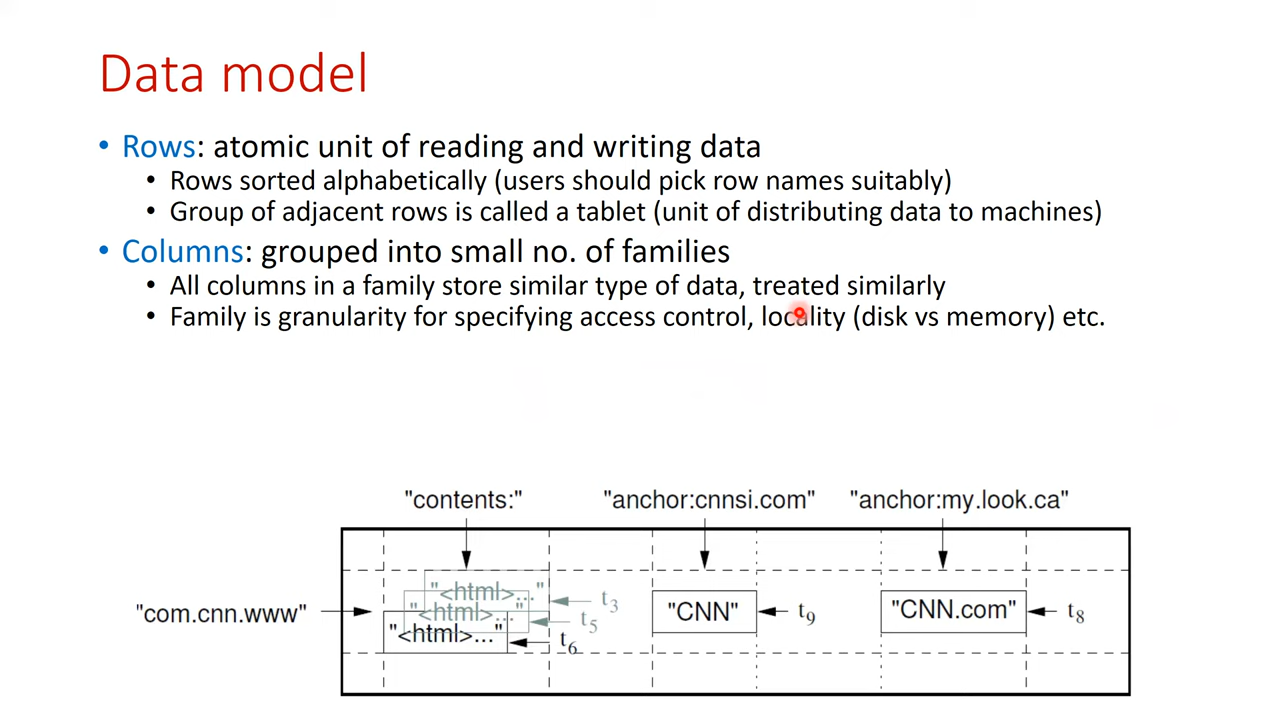 Data model
• Rows: atomic unit of reading and writing data
• Rows sorted alphabetically (users should pick row names suitably)
• Group of adjacent rows is called a tablet (unit of distributing data to machines)
• Columns: grouped into small no. of families
• All columns in a family store similar type of data, treated similarly
• Family is granularity for specifying access control, locality (disk vs memory) etc.
"contents:" "anchor:cnnsi.com" "anchor:my.look.ca"
"<html>..." t3
"<html>..." t5
"com.cnn.www" "CNN" t9 "CNN.com" t8
"<html>..." t6